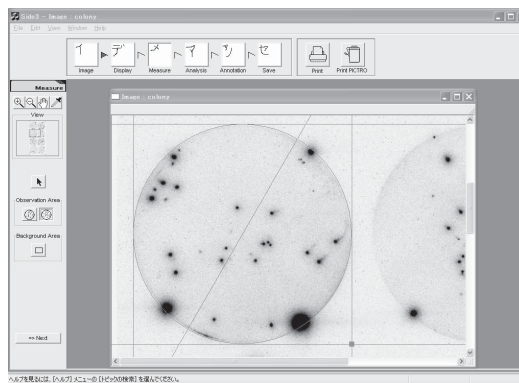 Side3 - Image : colony
File Edit View Window Help
イ デ メ ア ソ セ
Image Display Measure Analysis Annotation Save Print Print PICTRO
Measure
Image : colony
View
Observation Area
Background Area
>> Next
ヘルプを見るには、[ヘルプ] メニューの [トピックの検索] を選んでください。